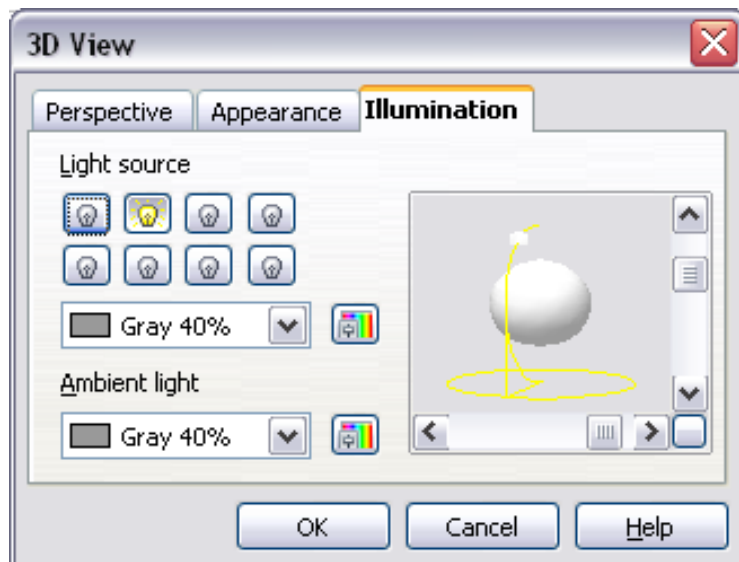 3D View
Perspective Appearance Illumination
Light source
Gray 40%
Ambient light
Gray 40%
OK Cancel Help